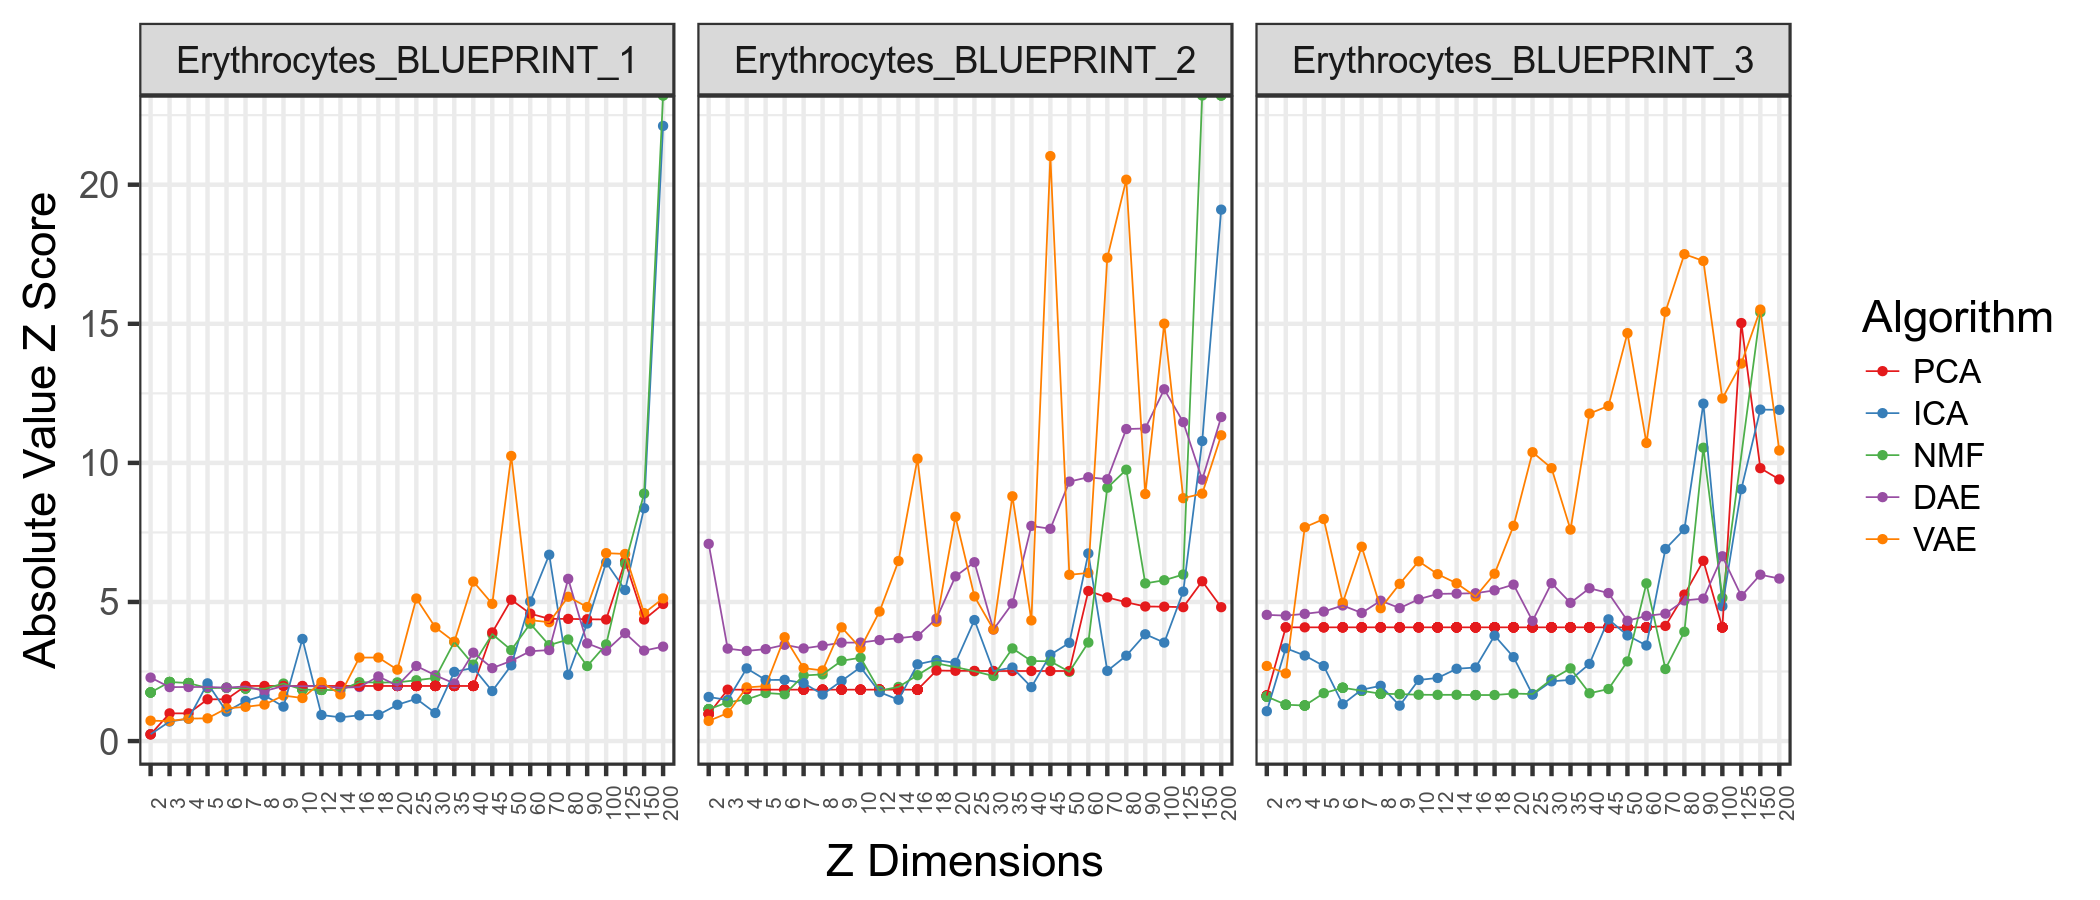 Erythrocytes_BLUEPRINT_1
Erythrocytes_BLUEPRINT_2
Erythrocytes_BLUEPRINT_3
Absolute Value Z Score
20
15
10
5
0
2 3 4 5 6 7 8 9 10 12 14 16 18 20 25 30 35 40 45 50 60 70 80 90 100 125 150 200
2 3 4 5 6 7 8 9 10 12 14 16 18 20 25 30 35 40 45 50 60 70 80 90 100 125 150 200
2 3 4 5 6 7 8 9 10 12 14 16 18 20 25 30 35 40 45 50 60 70 80 90 100 125 150 200
Z Dimensions
Algorithm
PCA
ICA
NMF
DAE
VAE